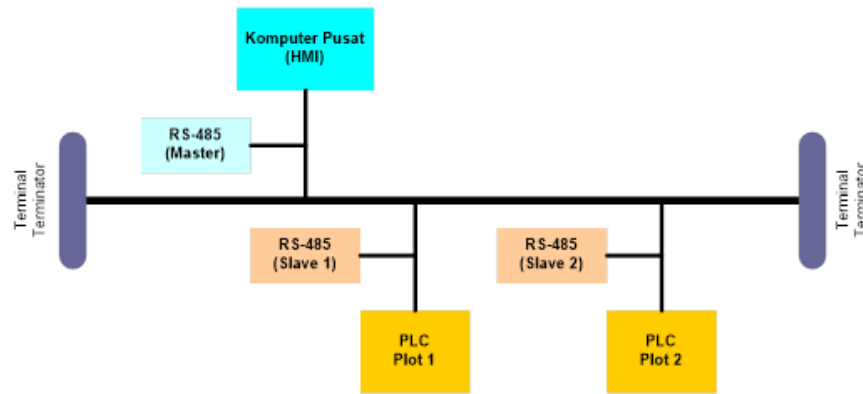 Komputer Pusat
(HMI)
RS-485
(Master)
Terminal
Terminator
Terminal
Terminator
RS-485
(Slave 1)
RS-485
(Slave 2)
PLC
Plot 1
PLC
Plot 2